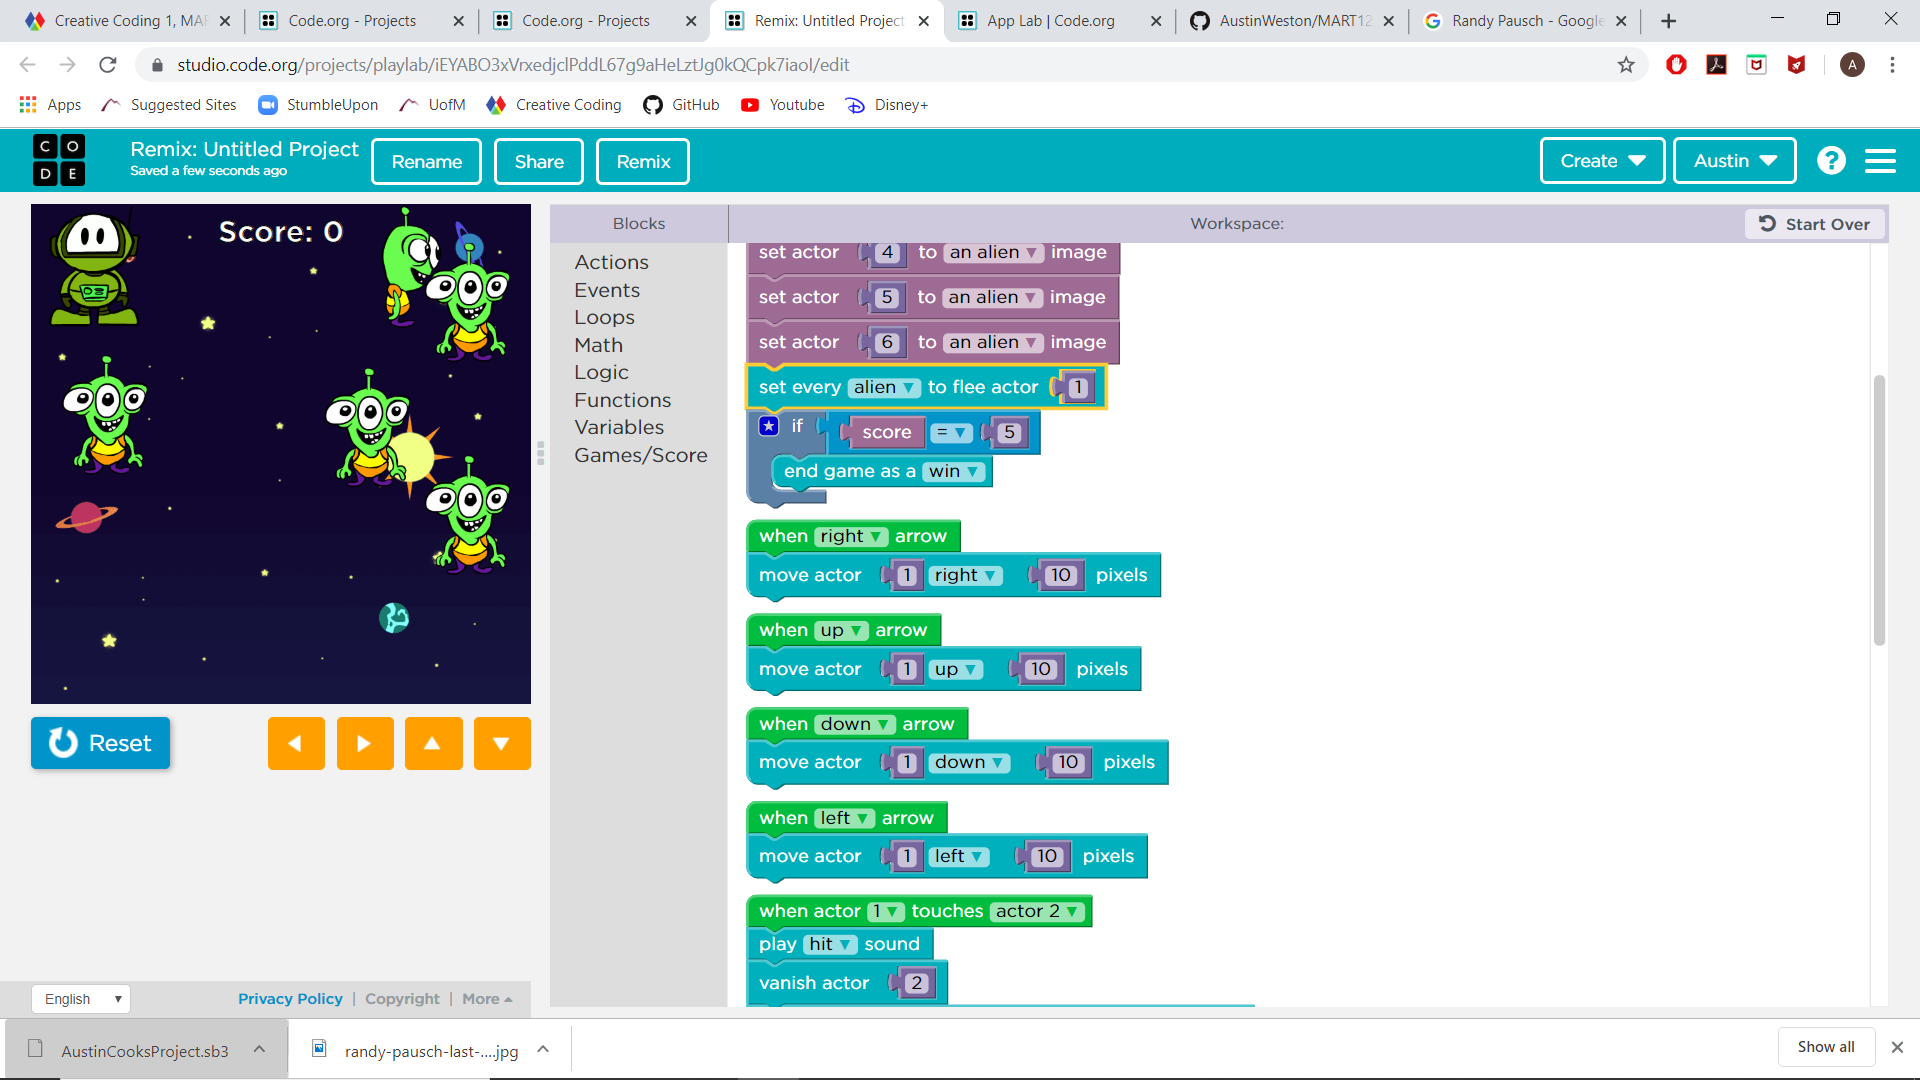 Creative Coding 1, MAR
Code.org - Projects
Code.org - Projects
Remix: Untitled Project
App Lab | Code.org
AustinWeston/MART12
Randy Pausch - Google
studio.code.org/projects/playlab/iEYABO3xVrxedjclPddL67g9aHeLztJg0kQCpk7iaoI/edit
A
Apps
Suggested Sites
StumbleUpon
UofM
Creative Coding
GitHub
Youtube
Disney+
C O
D E
Remix: Untitled Project
Saved a few seconds ago
Rename
Share
Remix
Create
Austin
?
Score: 0
Blocks
Workspace:
Start Over
Actions
Events
Loops
Math
Logic
Functions
Variables
Games/Score
set actor 4 to an alien image
set actor 5 to an alien image
set actor 6 to an alien image
set every alien to flee actor 1
if score = 5
end game as a win
when right arrow
move actor 1 right 10 pixels
when up arrow
move actor 1 up 10 pixels
when down arrow
move actor 1 down 10 pixels
when left arrow
move actor 1 left 10 pixels
when actor 1 touches actor 2
play hit sound
vanish actor 2
Reset
English
Privacy Policy | Copyright | More
AustinCooksProject.sb3
randy-pausch-last-....jpg
Show all